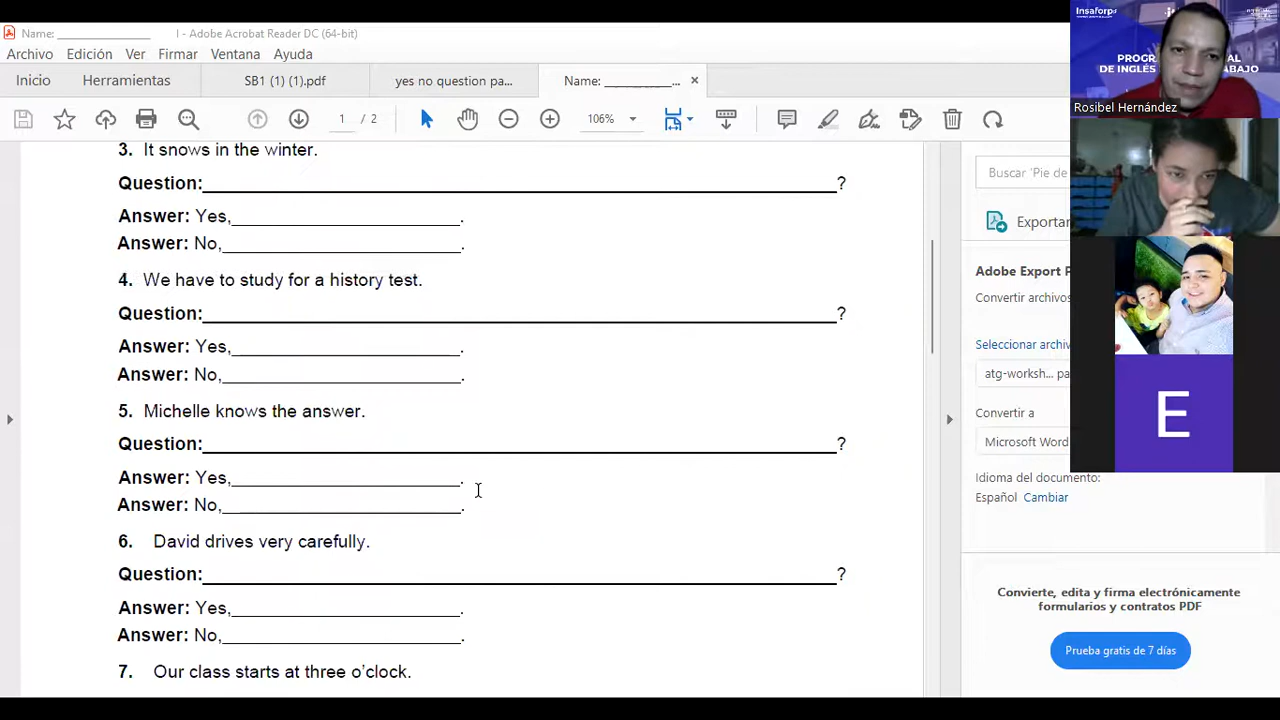 Name: ______________ I - Adobe Acrobat Reader DC (64-bit)
Archivo Edición Ver Firmar Ventana Ayuda
Inicio Herramientas SB1 (1) (1).pdf yes no question pa... Name: __________... ×
1 / 2 106%
3. It snows in the winter.
Question:______________________________?
Answer: Yes,____________________.
Answer: No,____________________.
4. We have to study for a history test.
Question:______________________________?
Answer: Yes,____________________.
Answer: No,____________________.
5. Michelle knows the answer.
Question:______________________________?
Answer: Yes,____________________.
Answer: No,____________________.
6. David drives very carefully.
Question:______________________________?
Answer: Yes,____________________.
Answer: No,____________________.
7. Our class starts at three o'clock.
Buscar 'Pie de
Exportar
Adobe Export P
Convertir archivos
Seleccionar archiv
atg-worksh... pa
Convertir a
Microsoft Word
Idioma del documento:
Español Cambiar
Convierte, edita y firma electrónicamente
formularios y contratos PDF
Prueba gratis de 7 días
Insaforp
PROG AL
DE INGLÉS ABAJO
Rosibel Hernández
E